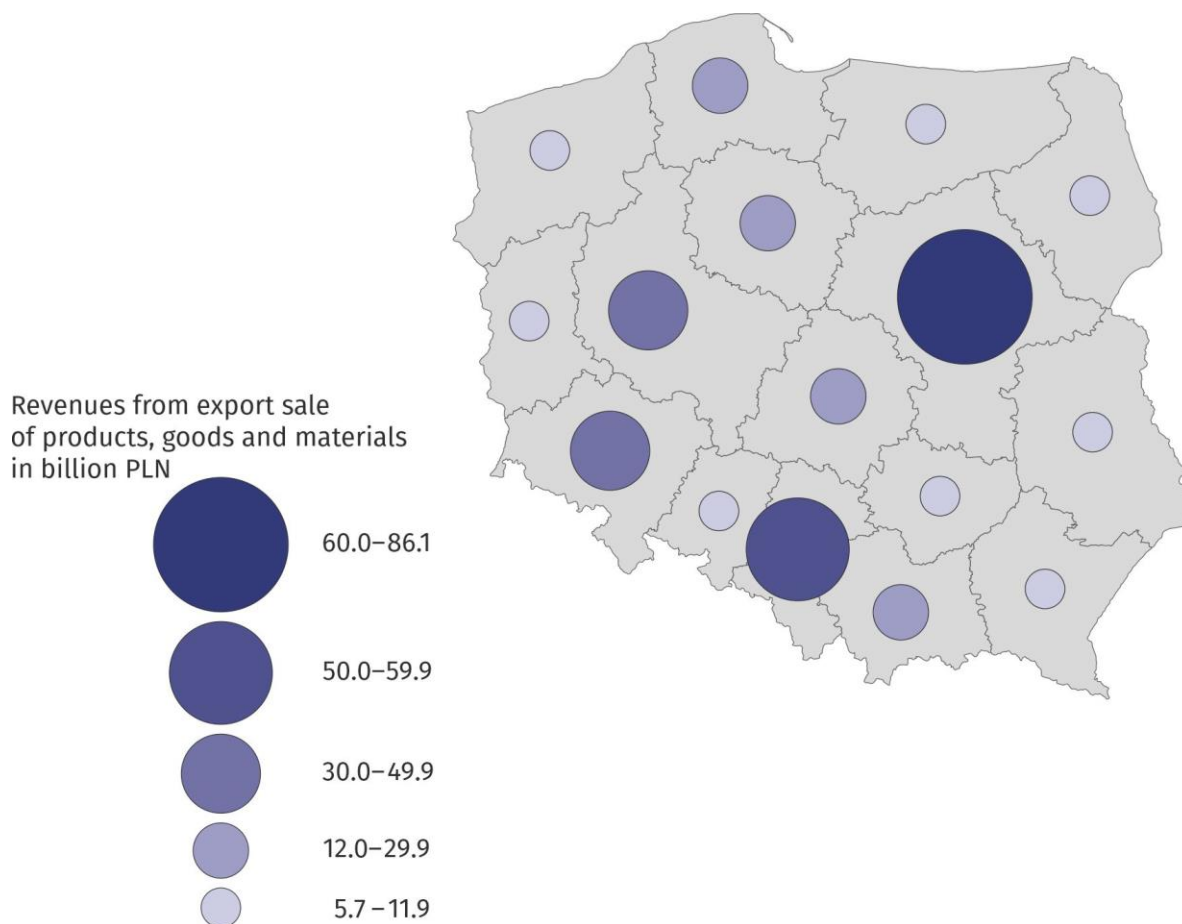 Revenues from export sale
of products, goods and materials
in billion PLN
60.0–86.1
50.0–59.9
30.0–49.9
12.0–29.9
5.7–11.9